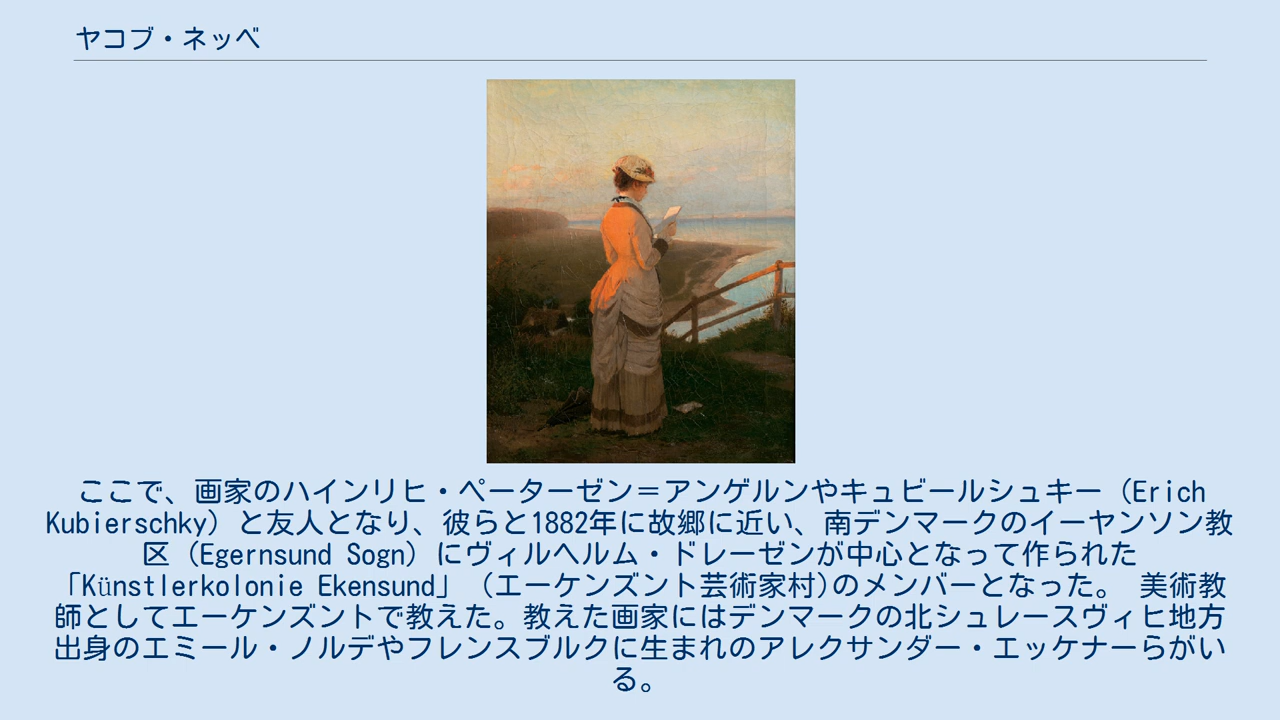 ヤコブ・ネッベ
ここで、画家のハインリヒ・ペーターゼン＝アンゲルンやキュビールシュキー（Erich
Kubierschky）と友人となり、彼らと1882年に故郷に近い、南デンマークのイーヤンソン教
区（Egernsund Sogn）にヴィルヘルム・ドレーゼンが中心となって作られた
「Künstlerkolonie Ekensund」（エーケンズント芸術家村)のメンバーとなった。 美術教
師としてエーケンズントで教えた。教えた画家にはデンマークの北シュレースヴィヒ地方
出身のエミール・ノルデやフレンスブルクに生まれのアレクサンダー・エッケナーらがい
る。